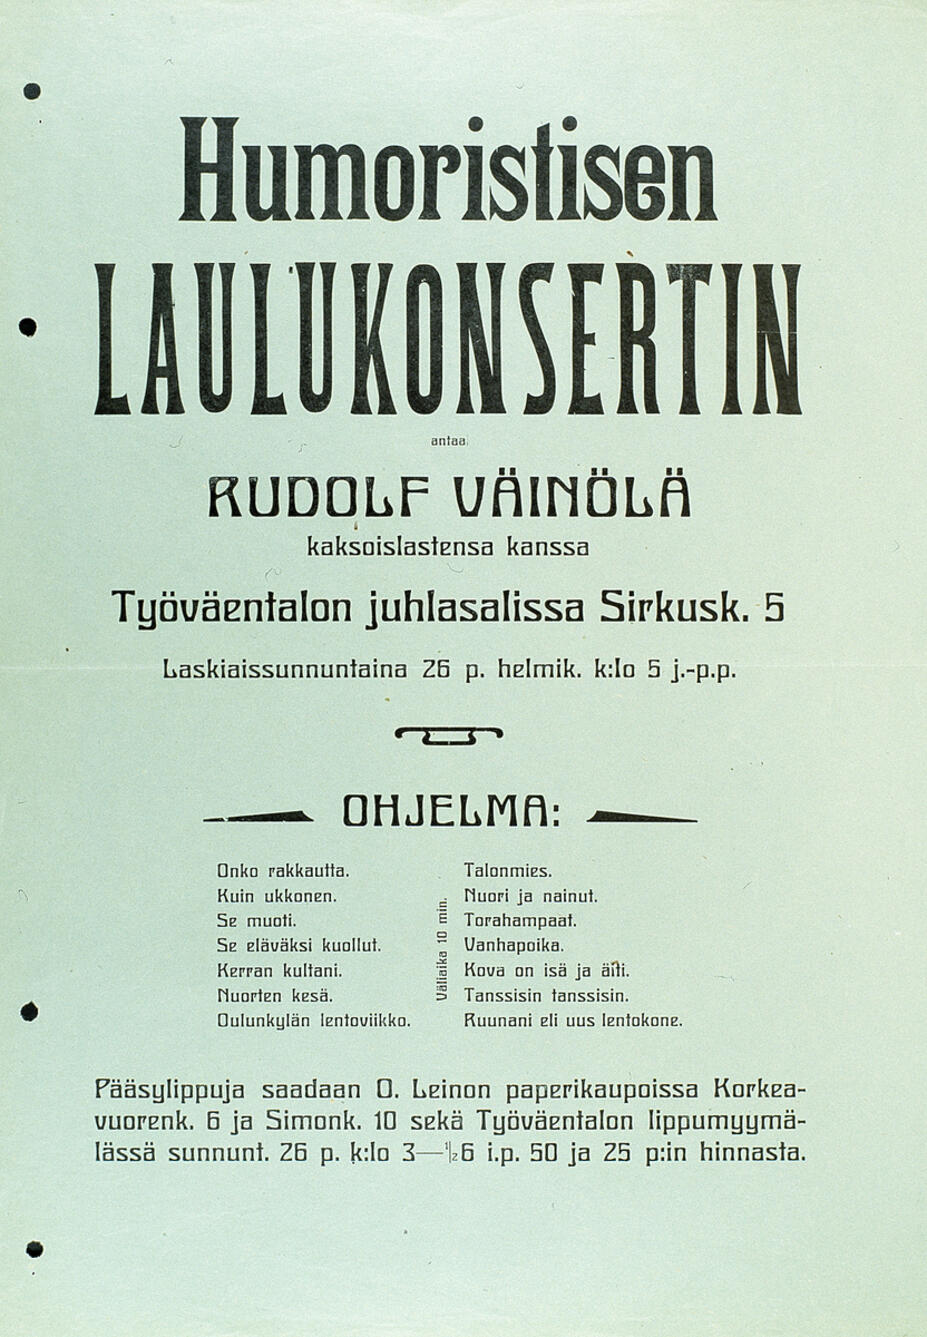 Humoristisen
LAULUKONSERTIN
antaa
RUDOLF VÄINÖLÄ
kaksoislastensa kanssa
Työväentalon juhlasalissa Sirkusk. 5
Laskiaissunnuntaina 26 p. helmik. k:lo 5 j.-p.p.
OHJELMA:
Onko rakkautta.
Kuin ukkonen.
Se muoti.
Se eläväksi kuollut.
Kerran kultani.
Nuorten kesä.
Oulunkylän lentoviikko.
Väliaika 10 min.
Talonmies.
Nuori ja nainut.
Torahampaat.
Vanhapoika.
Kova on isä ja äiti.
Tanssisin tanssisin.
Ruunani eli uus lentokone.
Pääsylippuja saadaan O. Leinon paperikaupoissa Korkea-
vuorenk. 6 ja Simonk. 10 sekä Työväentalon lippumyymä-
lässä sunnunt. 26 p. k:lo 3—½6 i.p. 50 ja 25 p:in hinnasta.